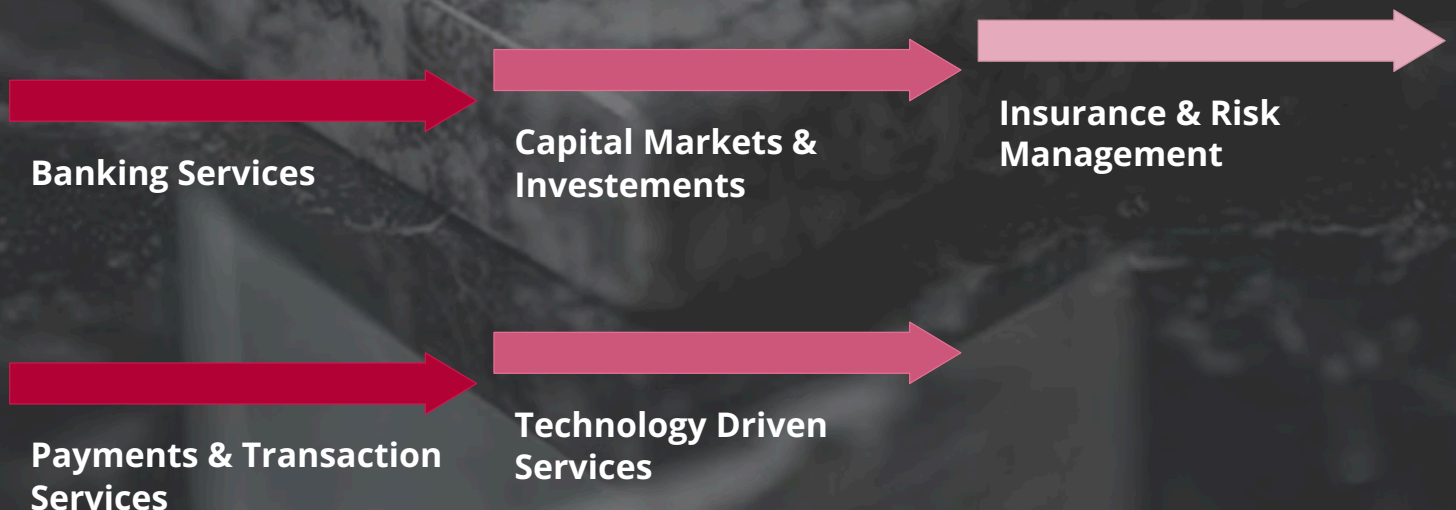 Banking Services
Capital Markets &
Investements
Insurance & Risk
Management
Payments & Transaction
Services
Technology Driven
Services